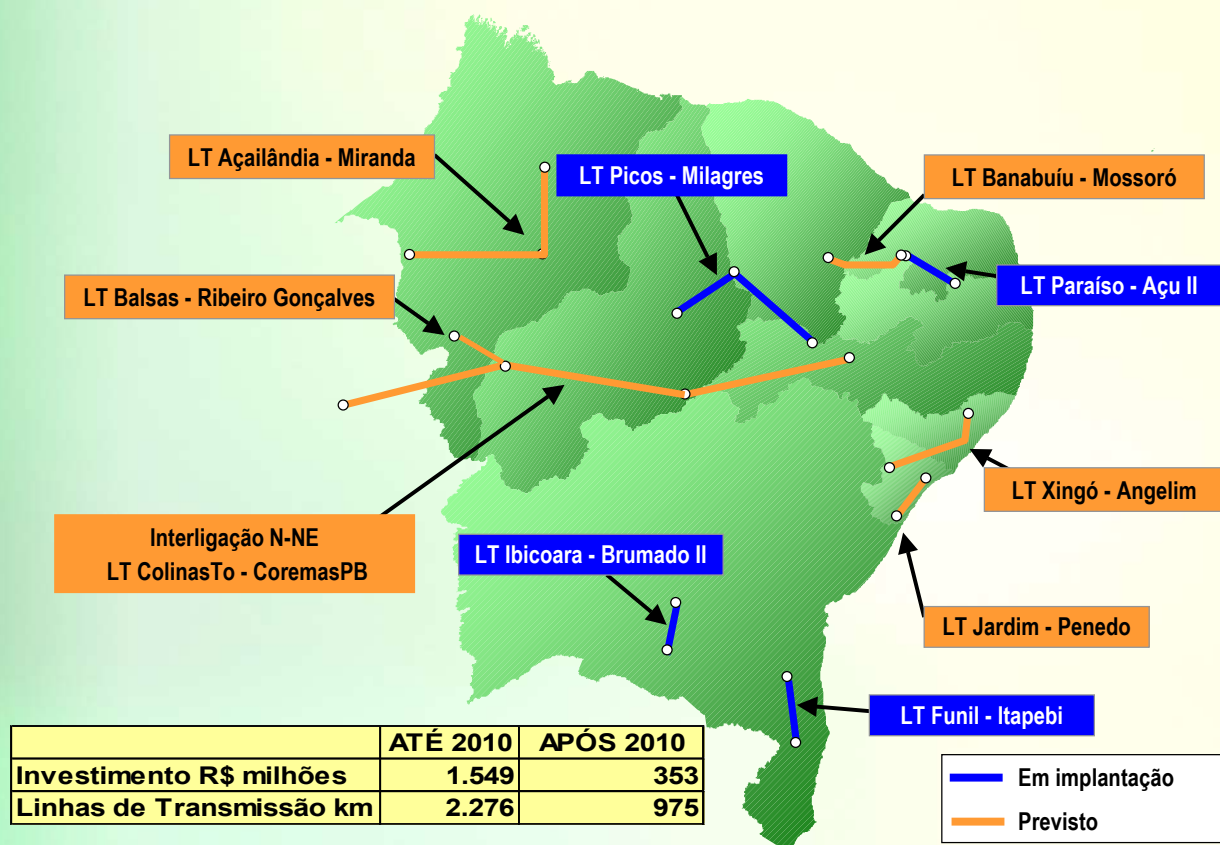 LT Açailândia - Miranda
LT Picos - Milagres
LT Banabuíu - Mossoró
LT Balsas - Ribeiro Gonçalves
LT Paraíso - Açu II
LT Xingó - Angelim
Interligação N-NE
LT ColinasTo - CoremasPB
LT Ibicoara - Brumado II
LT Jardim - Penedo
LT Funil - Itapebi
ATÉ 2010 APÓS 2010
Investimento R$ milhões 1.549 353
Linhas de Transmissão km 2.276 975
Em implantação
Previsto